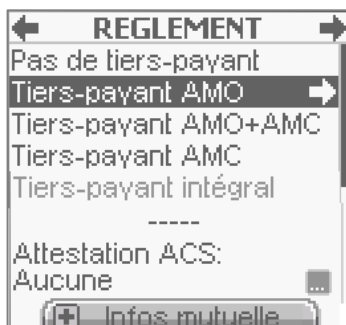 REGLEMENT
Pas de tiers-payant
Tiers-payant AMO
Tiers-payant AMO+AMC
Tiers-payant AMC
Tiers-payant intégral
-----
Attestation ACS:
Aucune ...
Infos mutuelle